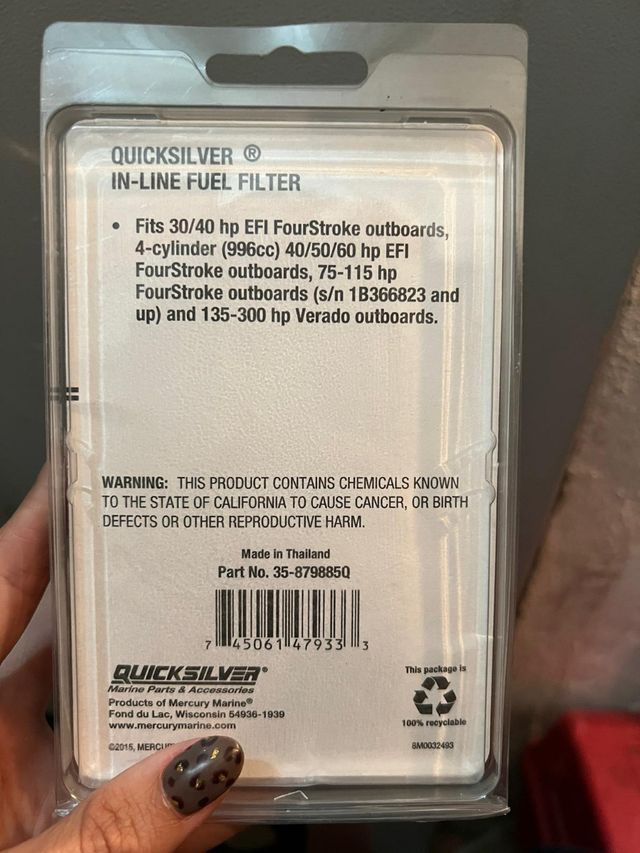 QUICKSILVER ®
IN-LINE FUEL FILTER
• Fits 30/40 hp EFI FourStroke outboards,
4-cylinder (996cc) 40/50/60 hp EFI
FourStroke outboards, 75-115 hp
FourStroke outboards (s/n 1B366823 and
up) and 135-300 hp Verado outboards.
WARNING: THIS PRODUCT CONTAINS CHEMICALS KNOWN
TO THE STATE OF CALIFORNIA TO CAUSE CANCER, OR BIRTH
DEFECTS OR OTHER REPRODUCTIVE HARM.
Made in Thailand
Part No. 35-879885Q
7 45061 47933 3
QUICKSILVER®
Marine Parts & Accessories
Products of Mercury Marine®
Fond du Lac, Wisconsin 54936-1939
www.mercurymarine.com
©2015,
This package is
100% recyclable
8M0032493